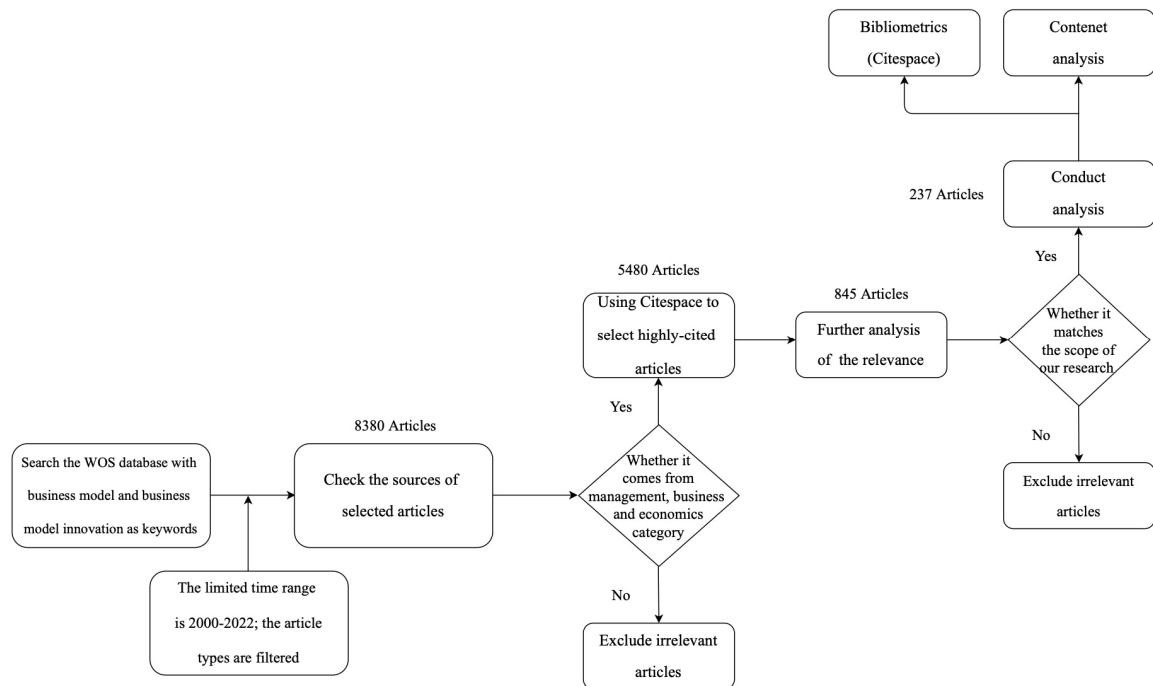 Search the WOS database with
business model and business
model innovation as keywords
The limited time range
is 2000-2022; the article
types are filtered
8380 Articles
Check the sources of
selected articles
Whether it
comes from
management, business
and economics
category
No
Exclude irrelevant
articles
Yes
5480 Articles
Using Citespace to
select highly-cited
articles
845 Articles
Further analysis
of the relevance
Whether it
matches
the scope of
our research
No
Exclude irrelevant
articles
Yes
237 Articles
Conduct
analysis
Bibliometrics
(Citespace)
Contenet
analysis